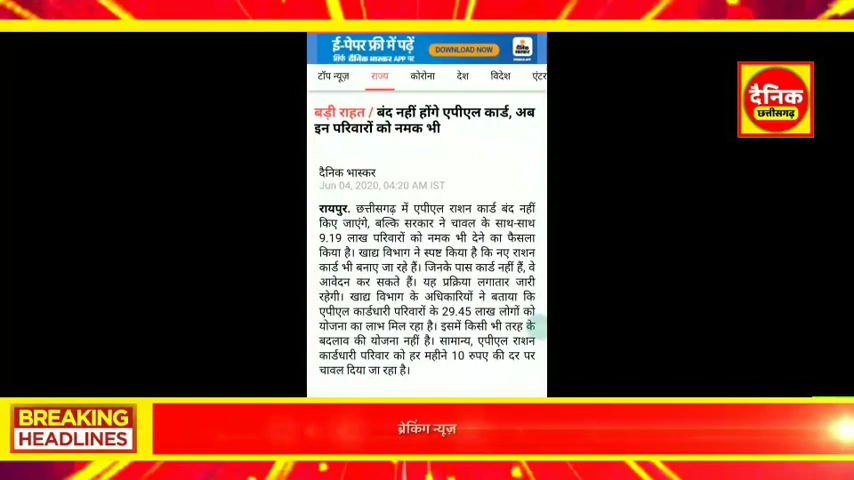 ई-पेपर फ्री में पढ़ें
सिर्फ दैनिक भास्कर APP पर
DOWNLOAD NOW
टॉप न्यूज़ राज्य कोरोना देश विदेश एंटर
बड़ी राहत / बंद नहीं होंगे एपीएल कार्ड, अब
इन परिवारों को नमक भी
दैनिक भास्कर
Jun 04, 2020, 04:20 AM IST
रायपुर. छत्तीसगढ़ में एपीएल राशन कार्ड बंद नहीं
किए जाएंगे, बल्कि सरकार ने चावल के साथ-साथ
9.19 लाख परिवारों को नमक भी देने का फैसला
किया है। खाद्य विभाग ने स्पष्ट किया है कि नए राशन
कार्ड भी बनाए जा रहे हैं। जिनके पास कार्ड नहीं हैं, वे
आवेदन कर सकते हैं। यह प्रक्रिया लगातार जारी
रहेगी। खाद्य विभाग के अधिकारियों ने बताया कि
एपीएल कार्डधारी परिवारों के 29.45 लाख लोगों को
योजना का लाभ मिल रहा है। इसमें किसी भी तरह के
बदलाव की योजना नहीं है। सामान्य, एपीएल राशन
कार्डधारी परिवार को हर महीने 10 रुपए की दर पर
चावल दिया जा रहा है।
दैनिक
छत्तीसगढ़
BREAKING
HEADLINES
ब्रेकिंग न्यूज़